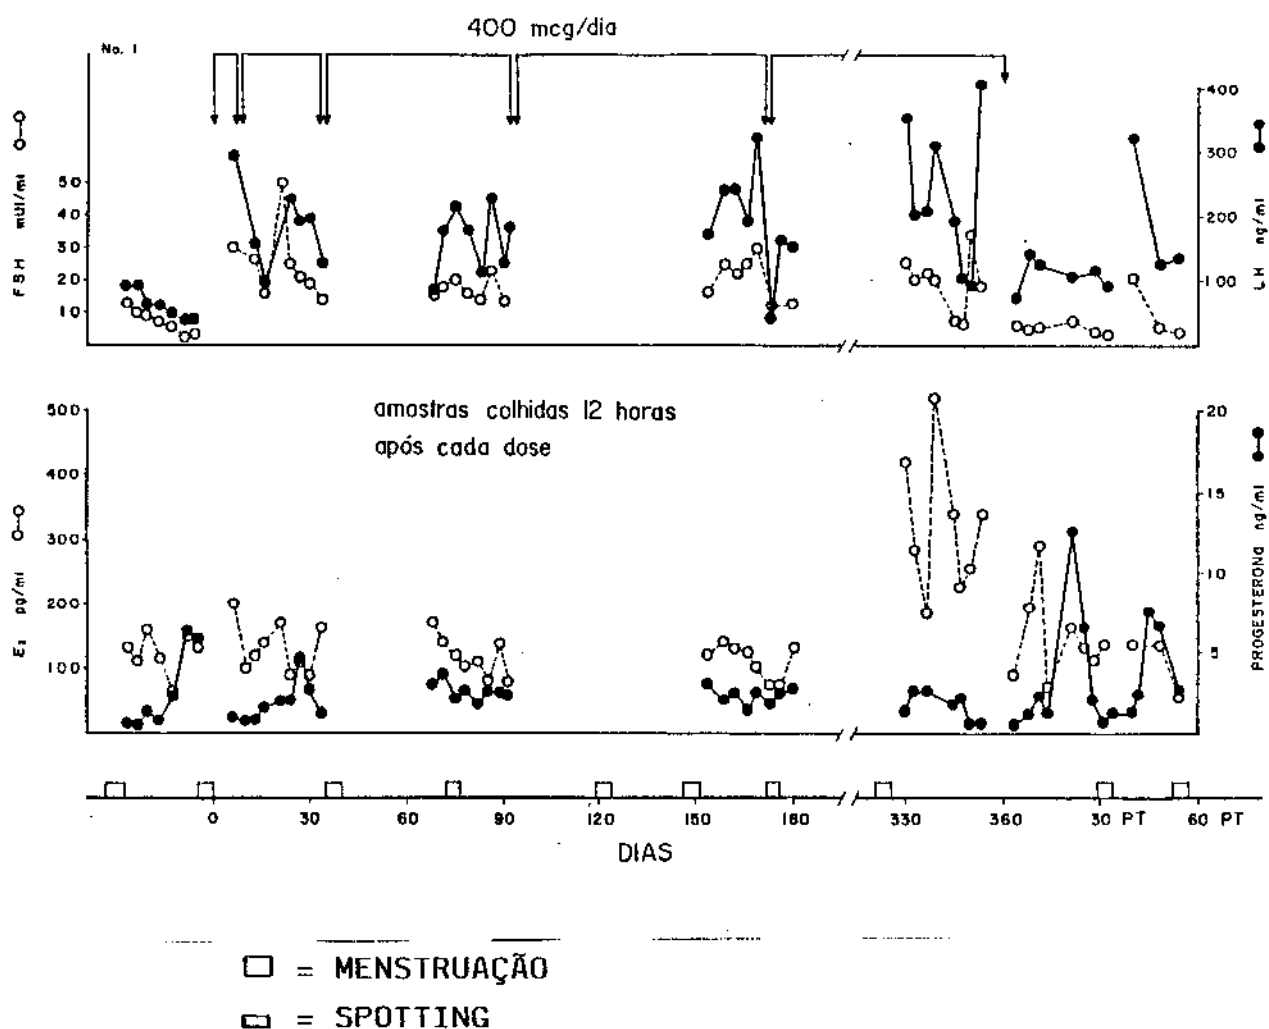 400 mcg/dia
No. 1
FSH mUI/ml
50
40
30
20
10
400
300
200
100
LH ng/ml
amostras colhidas 12 horas
após cada dose
E₂ pg/ml
500
400
300
200
100
20
15
10
5
PROGESTERONA ng/ml
0 30 60 90 120 150 180 330 360 30 PT 60 PT
DIAS
= MENSTRUAÇÃO
= SPOTTING